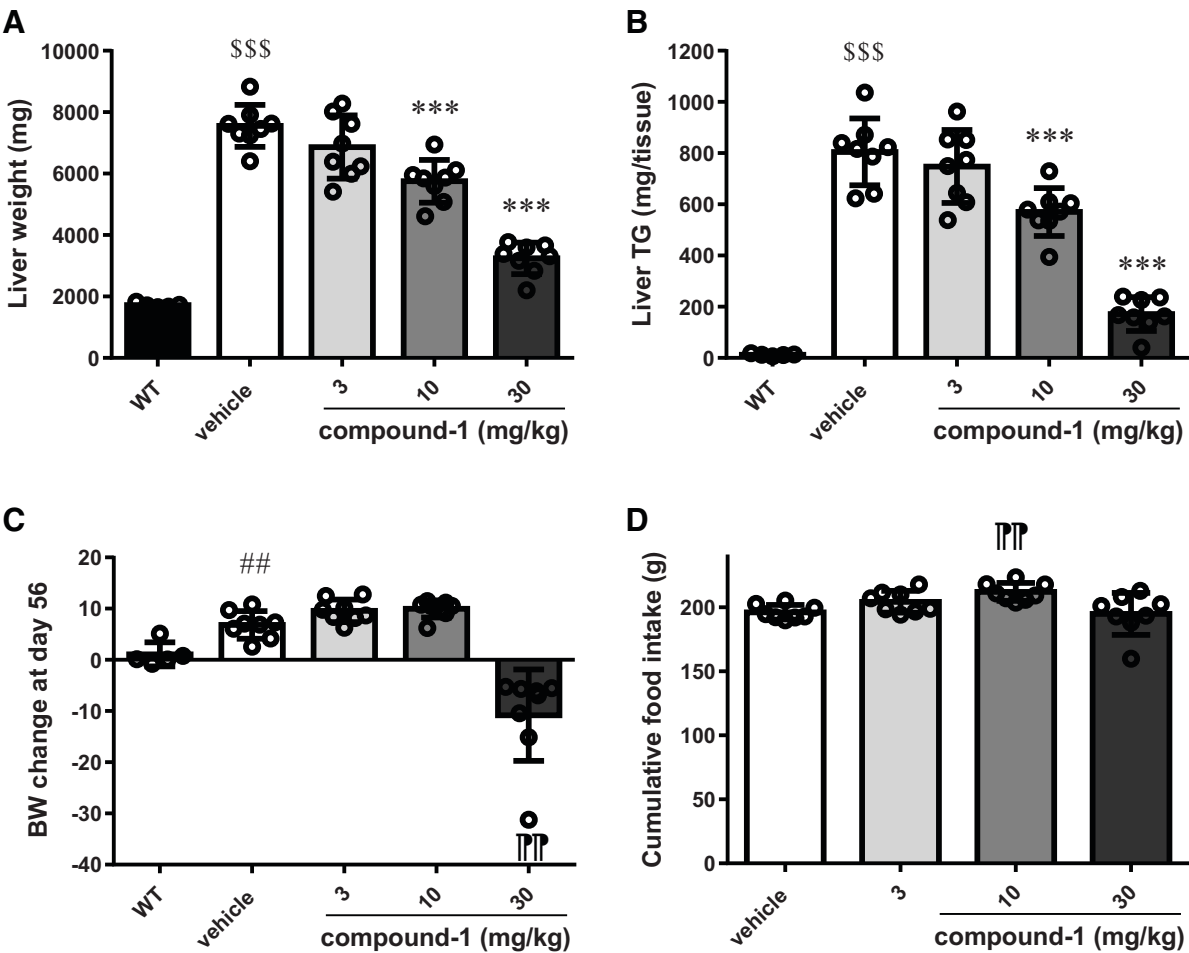 A
Liver weight (mg)
10000
8000
6000
4000
2000
0
$$$
***
***
WT
vehicle
3
10
30
compound-1 (mg/kg)
B
Liver TG (mg/tissue)
1200
1000
800
600
400
200
0
$$$
***
***
WT
vehicle
3
10
30
compound-1 (mg/kg)
C
BW change at day 56
20
10
0
-10
-20
-30
-40
##
⁋⁋
WT
vehicle
3
10
30
compound-1 (mg/kg)
D
Cumulative food intake (g)
200
150
100
50
0
⁋⁋
vehicle
3
10
30
compound-1 (mg/kg)